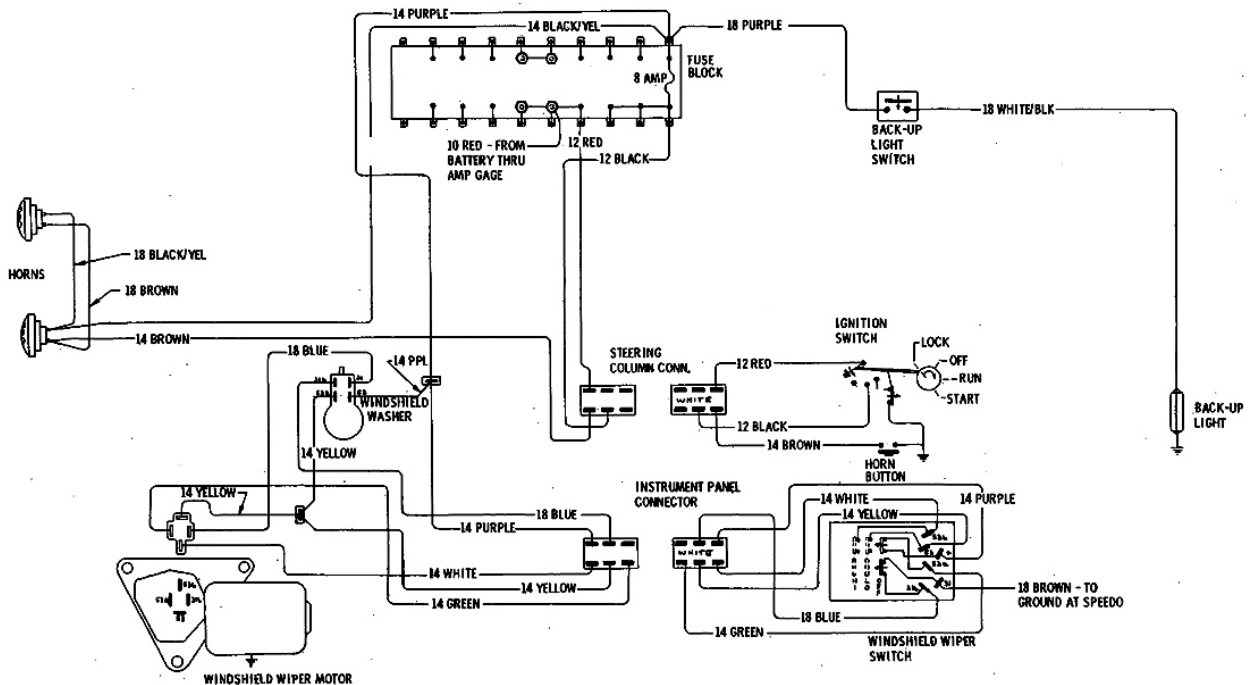 14 PURPLE
14 BLACK/YEL
18 PURPLE
FUSE
BLOCK
8 AMP
10 RED - FROM
BATTERY THRU
AMP GAGE
12 RED
12 BLACK
BACK-UP
LIGHT
SWITCH
18 WHITE/BLK
18 BLACK/YEL
HORNS
18 BROWN
14 BROWN
18 BLUE
14 PPL
WINDSHIELD
WASHER
STEERING
COLUMN CONN.
12 RED
IGNITION
SWITCH
LOCK
OFF
RUN
START
WHITE
12 BLACK
14 BROWN
HORN
BUTTON
BACK-UP
LIGHT
14 YELLOW
14 YELLOW
INSTRUMENT PANEL
CONNECTOR
14 WHITE
14 PURPLE
14 YELLOW
14 PURPLE
18 BLUE
WHITE
14 WHITE
14 YELLOW
14 GREEN
18 BROWN - TO
GROUND AT SPEEDO
18 BLUE
14 GREEN
WINDSHIELD WIPER
SWITCH
WINDSHIELD WIPER MOTOR